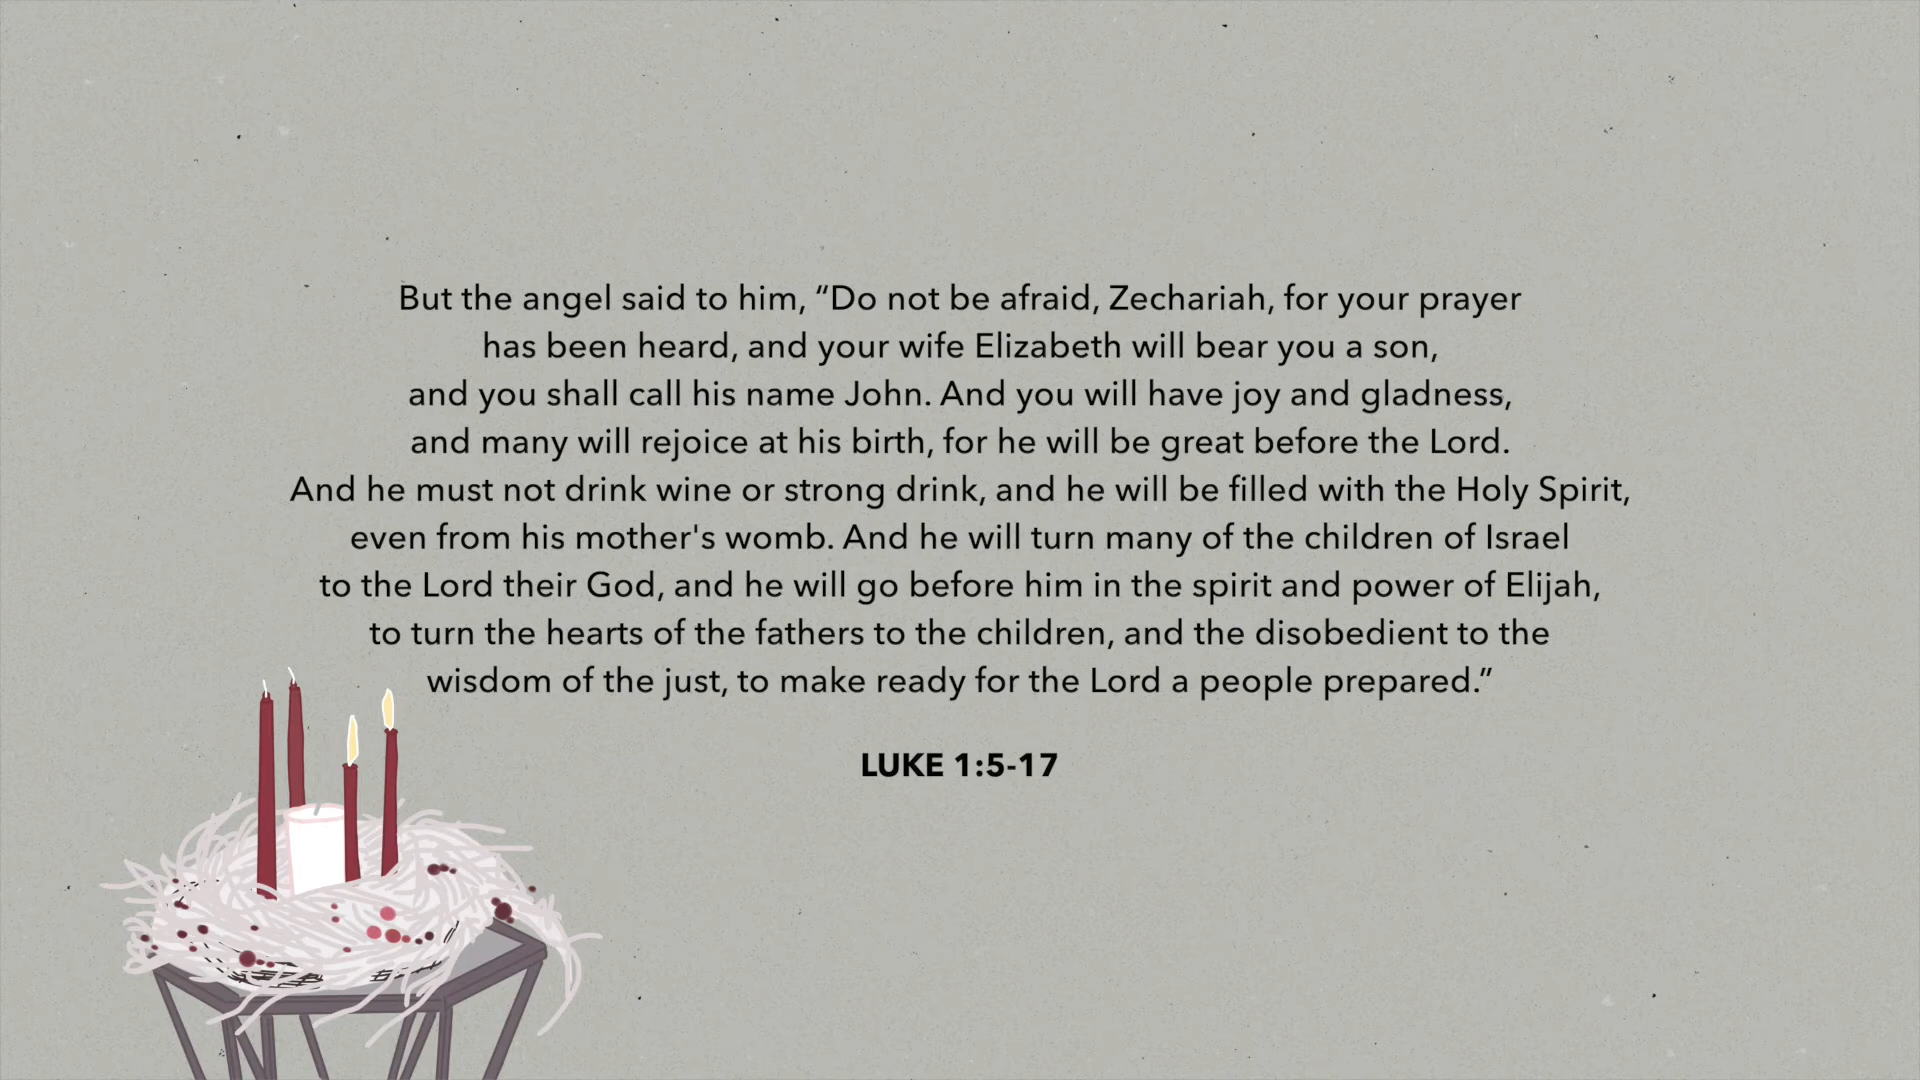 But the angel said to him, “Do not be afraid, Zechariah, for your prayer
has been heard, and your wife Elizabeth will bear you a son,
and you shall call his name John. And you will have joy and gladness,
and many will rejoice at his birth, for he will be great before the Lord.
And he must not drink wine or strong drink, and he will be filled with the Holy Spirit,
even from his mother's womb. And he will turn many of the children of Israel
to the Lord their God, and he will go before him in the spirit and power of Elijah,
to turn the hearts of the fathers to the children, and the disobedient to the
wisdom of the just, to make ready for the Lord a people prepared.”
LUKE 1:5-17